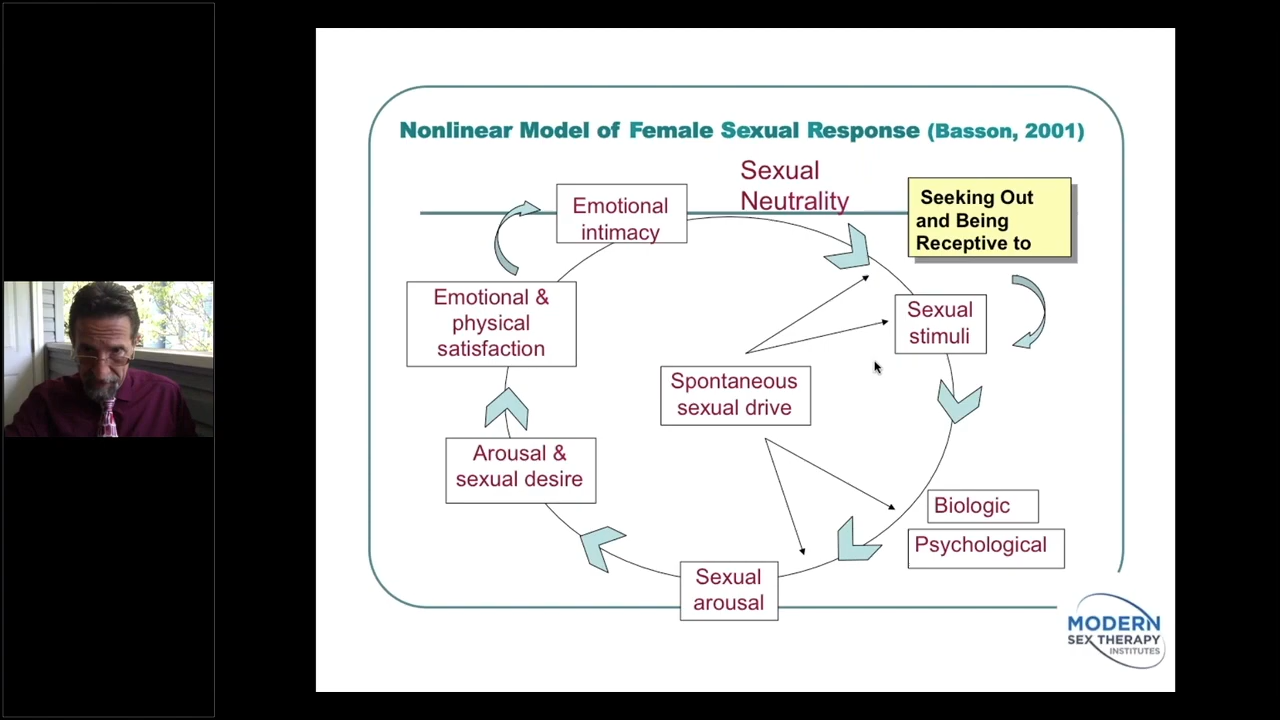 Nonlinear Model of Female Sexual Response (Basson, 2001)
Sexual
Neutrality
Emotional
intimacy
Seeking Out
and Being
Receptive to
Emotional &
physical
satisfaction
Sexual
stimuli
Spontaneous
sexual drive
Arousal &
sexual desire
Biologic
Psychological
Sexual
arousal
MODERN
SEX THERAPY
INSTITUTES